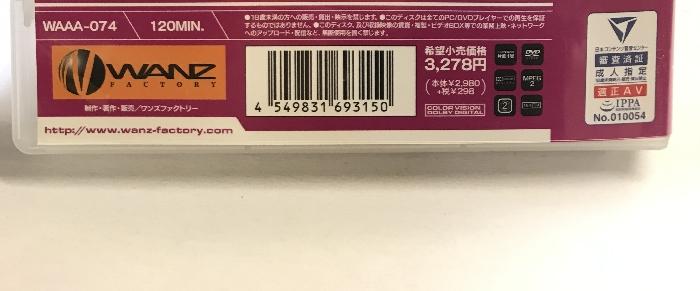 WAAA-074
120MIN.
●18歳未満の方への販売・貸出・映示を禁じます。●このディスクは全てのPC/DVDプレイヤーでの再生を保証
するものではありません。●このディスク、及び収録映像の賃貸・複製・ビデオBOX等での業務上映・ネットワーク
へのアップロード・配信など、無断使用を固く禁じます。
WANZ
FACTORY
制作・著作・販売／ワンズファクトリー
http://www.wanz-factory.com
4 549831 693150
希望小売価格
3,278円
(本体¥2,980)
+税¥298
COLOR VISION
DOLBY DIGITAL
DVD
MPEG
2
2
日本コンテンツ審査センター
審査済証
成人指定
適正AV
IPPA
No.010054